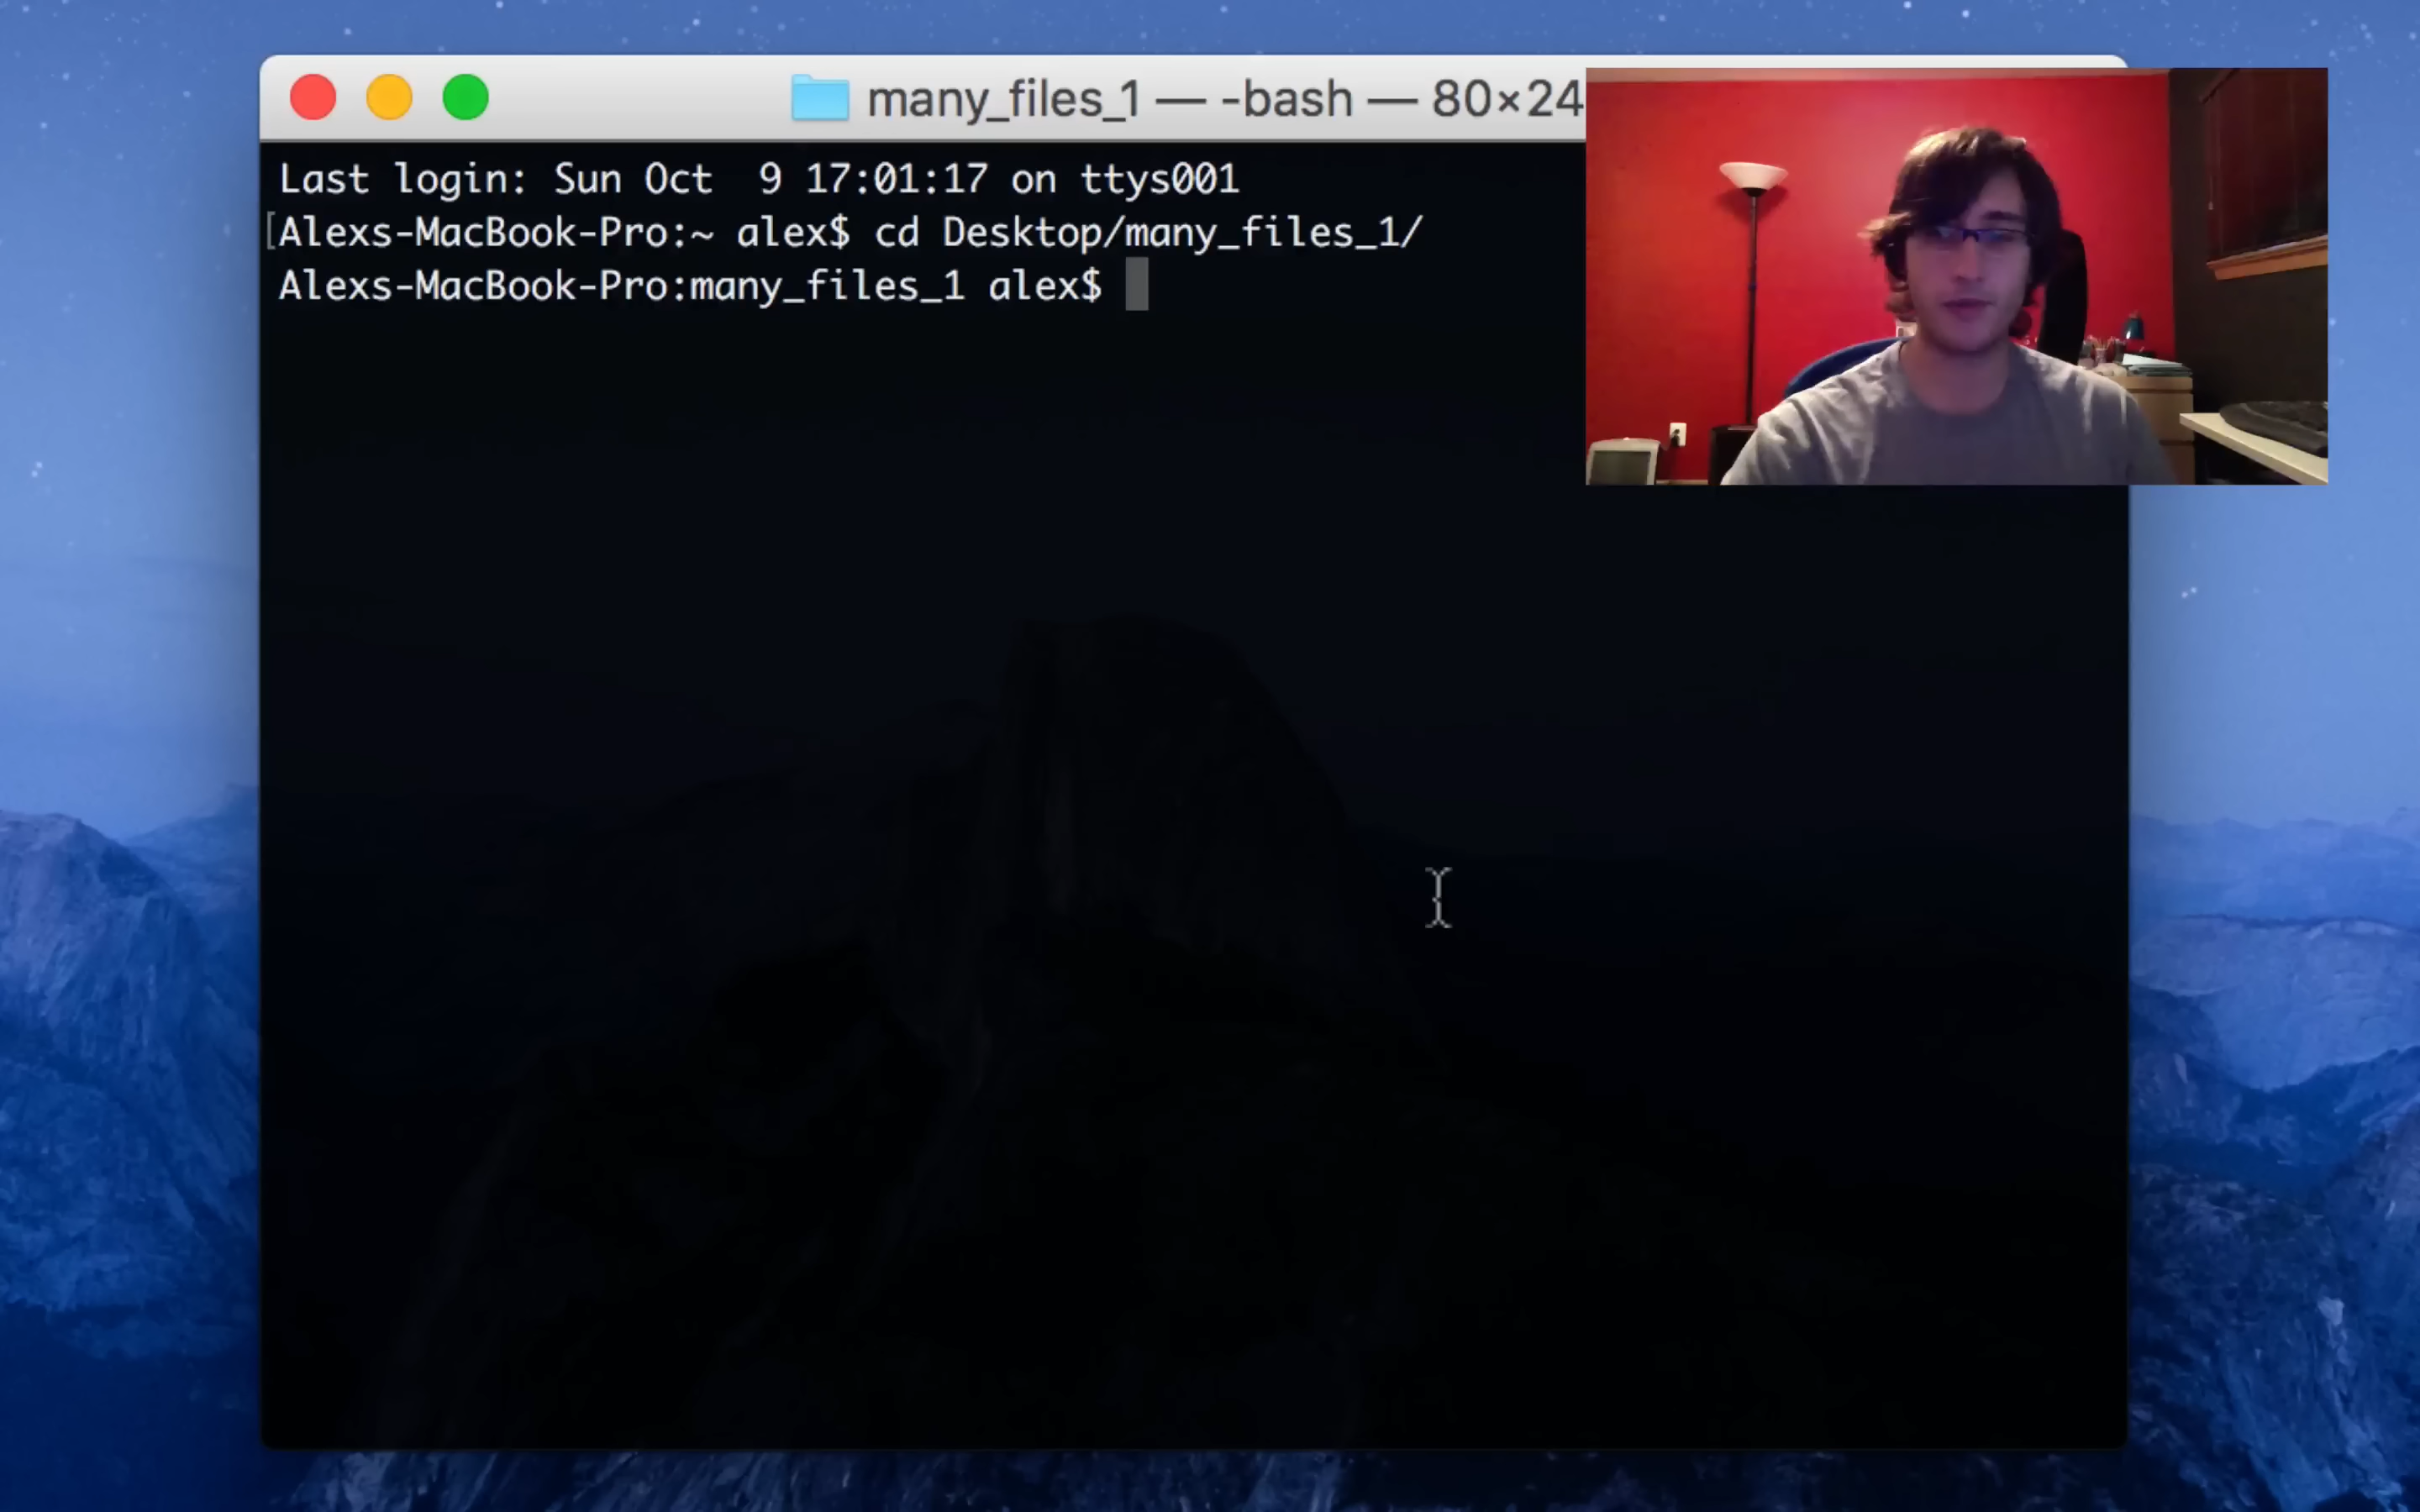 many_files_1 — -bash — 80×24
Last login: Sun Oct  9 17:01:17 on ttys001
[Alexs-MacBook-Pro:~ alex$ cd Desktop/many_files_1/
Alexs-MacBook-Pro:many_files_1 alex$